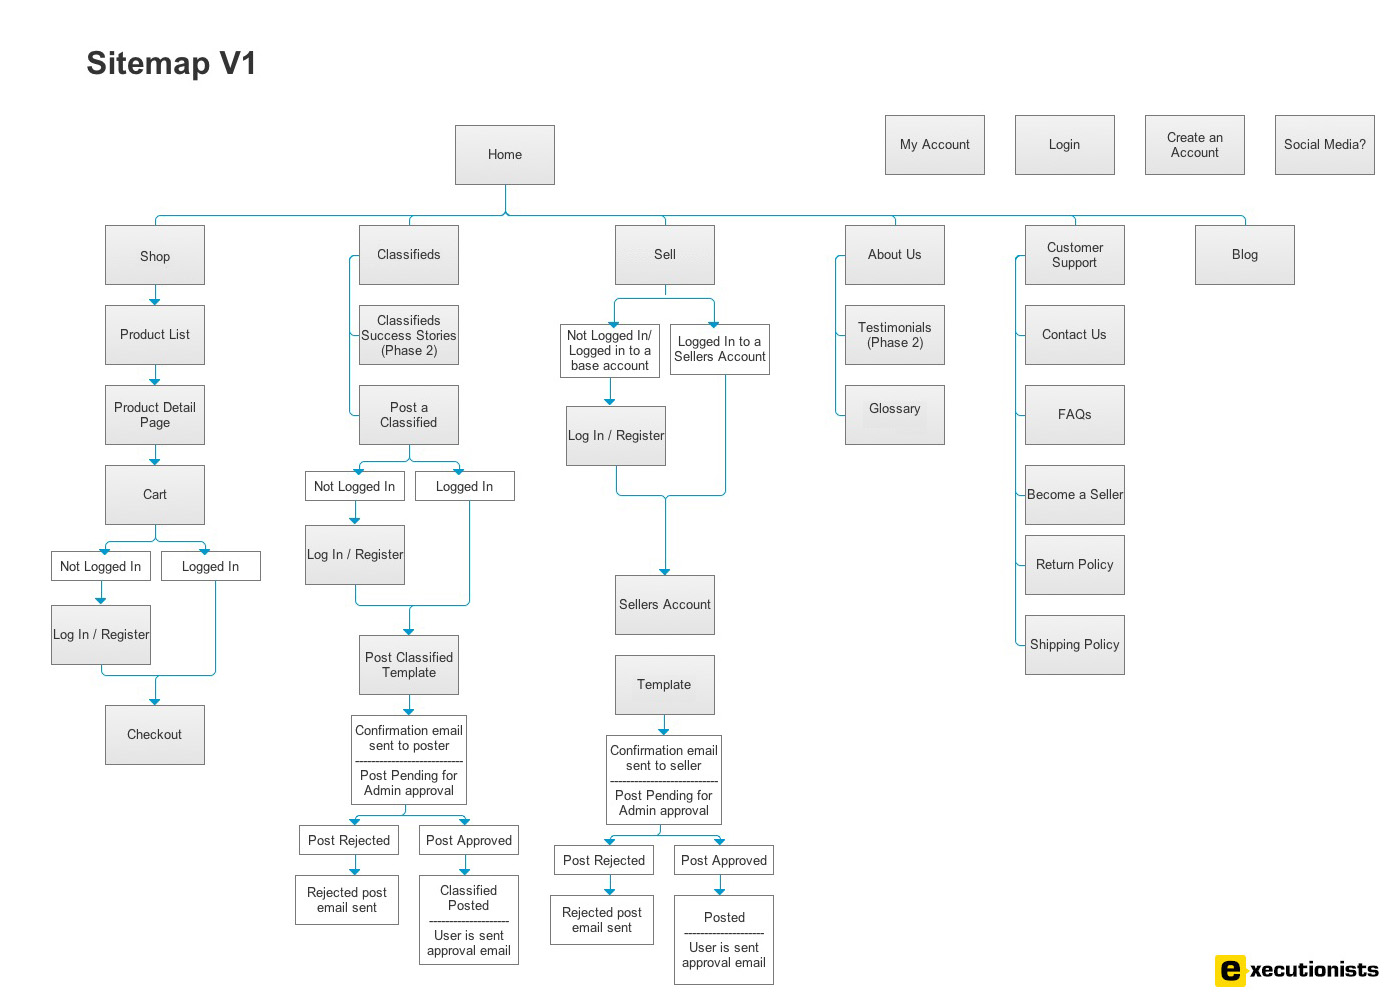 Sitemap V1
Home
My Account
Login
Create an
Account
Social Media?
Shop
Classifieds
Sell
About Us
Customer
Support
Blog
Product List
Classifieds
Success Stories
(Phase 2)
Not Logged In/
Logged in to a
base account
Logged In to a
Sellers Account
Testimonials
(Phase 2)
Contact Us
Product Detail
Page
Post a
Classified
Log In / Register
Glossary
FAQs
Cart
Not Logged In
Logged In
Become a Seller
Not Logged In
Logged In
Log In / Register
Return Policy
Log In / Register
Sellers Account
Shipping Policy
Post Classified
Template
Template
Checkout
Confirmation email
sent to poster
---------------------------
Post Pending for
Admin approval
Confirmation email
sent to seller
---------------------------
Post Pending for
Admin approval
Post Rejected
Post Approved
Post Rejected
Post Approved
Rejected post
email sent
Classified
Posted
--------------------
User is sent
approval email
Rejected post
email sent
Posted
--------------------
User is sent
approval email
e-xecutionists